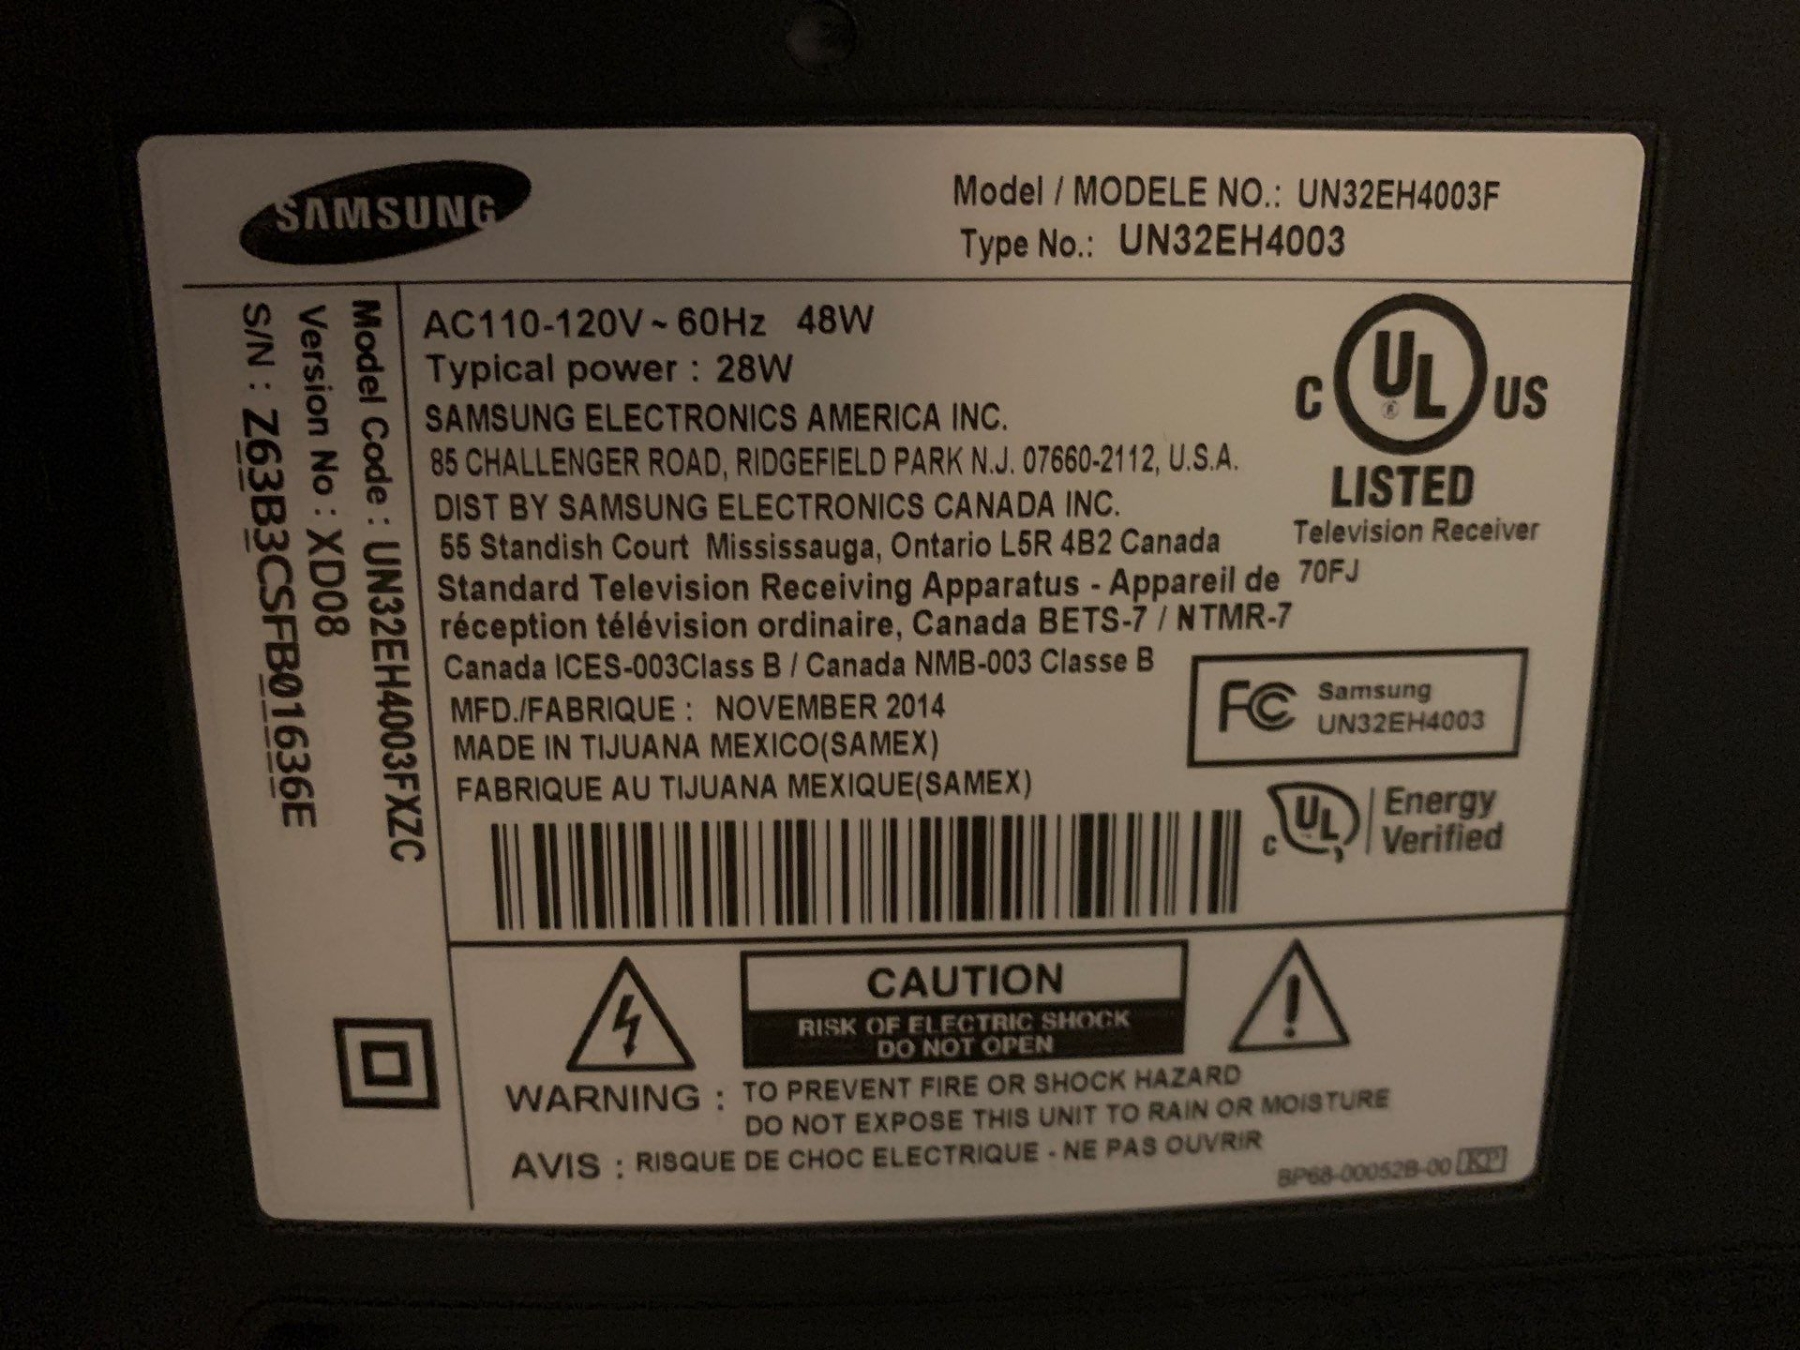 SAMSUNG
Model / MODELE NO.: UN32EH4003F
Type No.: UN32EH4003
Model Code : UN32EH4003FXZC
Version No : XD08
S/N : Z63B3CSFB01636E
AC110-120V ~ 60Hz 48W
Typical power : 28W
SAMSUNG ELECTRONICS AMERICA INC.
85 CHALLENGER ROAD, RIDGEFIELD PARK N.J. 07660-2112, U.S.A.
DIST BY SAMSUNG ELECTRONICS CANADA INC.
55 Standish Court Mississauga, Ontario L5R 4B2 Canada
Standard Television Receiving Apparatus - Appareil de
réception télévision ordinaire, Canada BETS-7 / NTMR-7
Canada ICES-003Class B / Canada NMB-003 Classe B
MFD./FABRIQUE : NOVEMBER 2014
MADE IN TIJUANA MEXICO(SAMEX)
FABRIQUE AU TIJUANA MEXIQUE(SAMEX)
C UL ® US
LISTED
Television Receiver
70FJ
FC Samsung
UN32EH4003
C UL Energy
Verified
CAUTION
RISK OF ELECTRIC SHOCK
DO NOT OPEN
WARNING : TO PREVENT FIRE OR SHOCK HAZARD
DO NOT EXPOSE THIS UNIT TO RAIN OR MOISTURE
AVIS : RISQUE DE CHOC ELECTRIQUE - NE PAS OUVRIR
BP68-00052B-00 KP